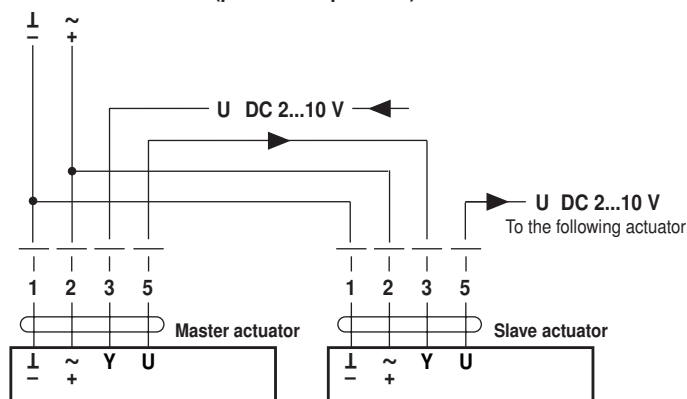 ⊥ ~
– +
U DC 2...10 V
U DC 2...10 V
To the following actuator
1 2 3 5 1 2 3 5
Master actuator Slave actuator
⊥ ~ Y U ⊥ ~ Y U
– + – +